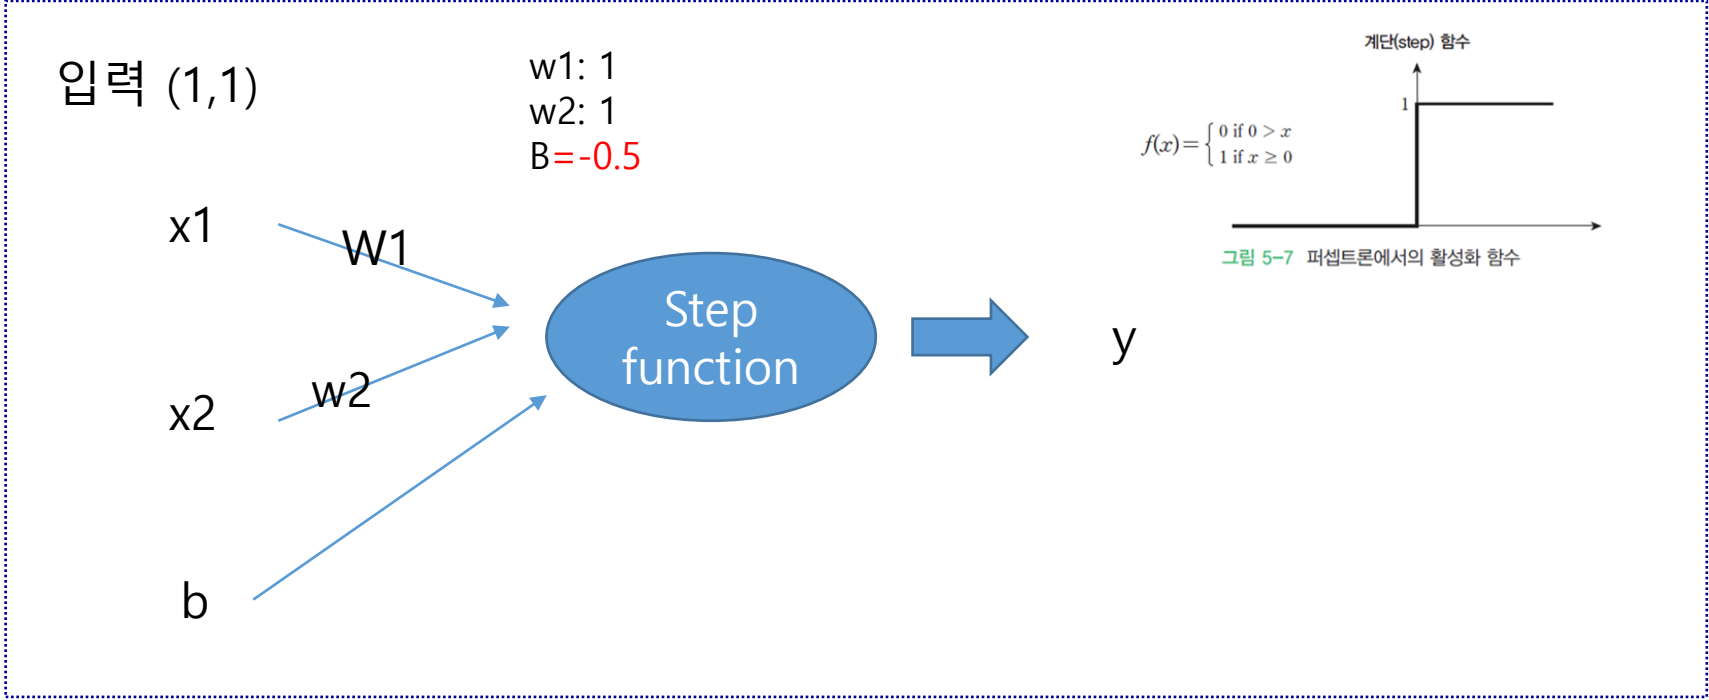 입력 (1,1)
w1: 1
w2: 1
B=-0.5
계단(step) 함수
1
f(x)={ 0 if 0 > x
1 if x ≥ 0
그림 5-7 퍼셉트론에서의 활성화 함수
x1
W1
Step
function
y
w2
x2
b